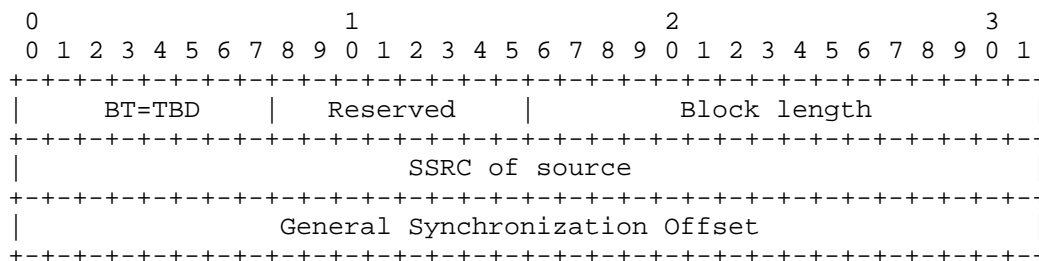 0                   1                   2                   3
0 1 2 3 4 5 6 7 8 9 0 1 2 3 4 5 6 7 8 9 0 1 2 3 4 5 6 7 8 9 0 1
+-+-+-+-+-+-+-+-+-+-+-+-+-+-+-+-+-+-+-+-+-+-+-+-+-+-+-+-+-+-+-+-
|     BT=TBD    |   Reserved    |         Block length          |
+-+-+-+-+-+-+-+-+-+-+-+-+-+-+-+-+-+-+-+-+-+-+-+-+-+-+-+-+-+-+-+-
|                        SSRC of source                         |
+-+-+-+-+-+-+-+-+-+-+-+-+-+-+-+-+-+-+-+-+-+-+-+-+-+-+-+-+-+-+-+-
|                General Synchronization Offset                 |
+-+-+-+-+-+-+-+-+-+-+-+-+-+-+-+-+-+-+-+-+-+-+-+-+-+-+-+-+-+-+-+-